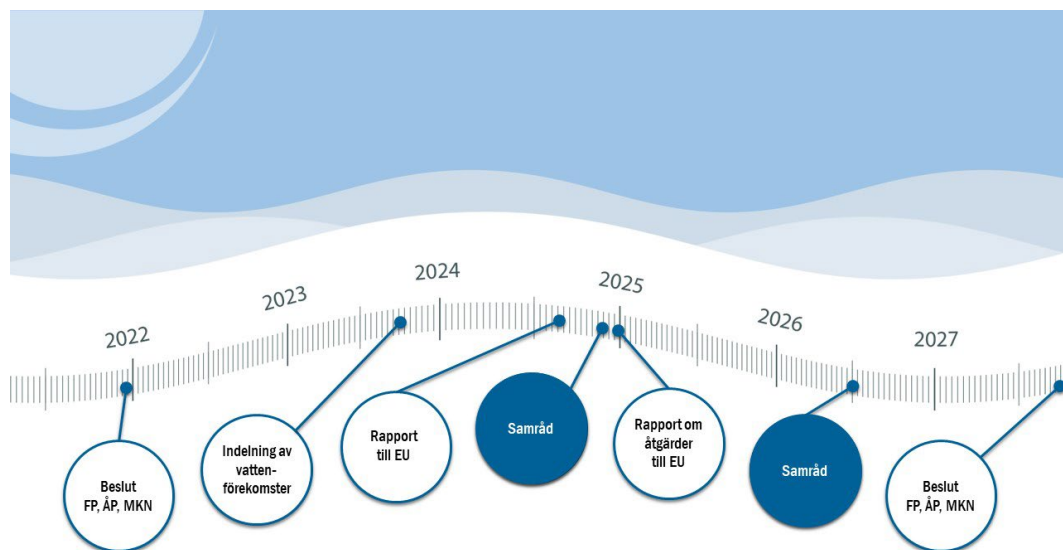 2022
2023
2024
2025
2026
2027
Beslut
FP, ÅP, MKN
Indelning av
vatten-
förekomster
Rapport
till EU
Samråd
Rapport om
åtgärder
till EU
Samråd
Beslut
FP, ÅP, MKN